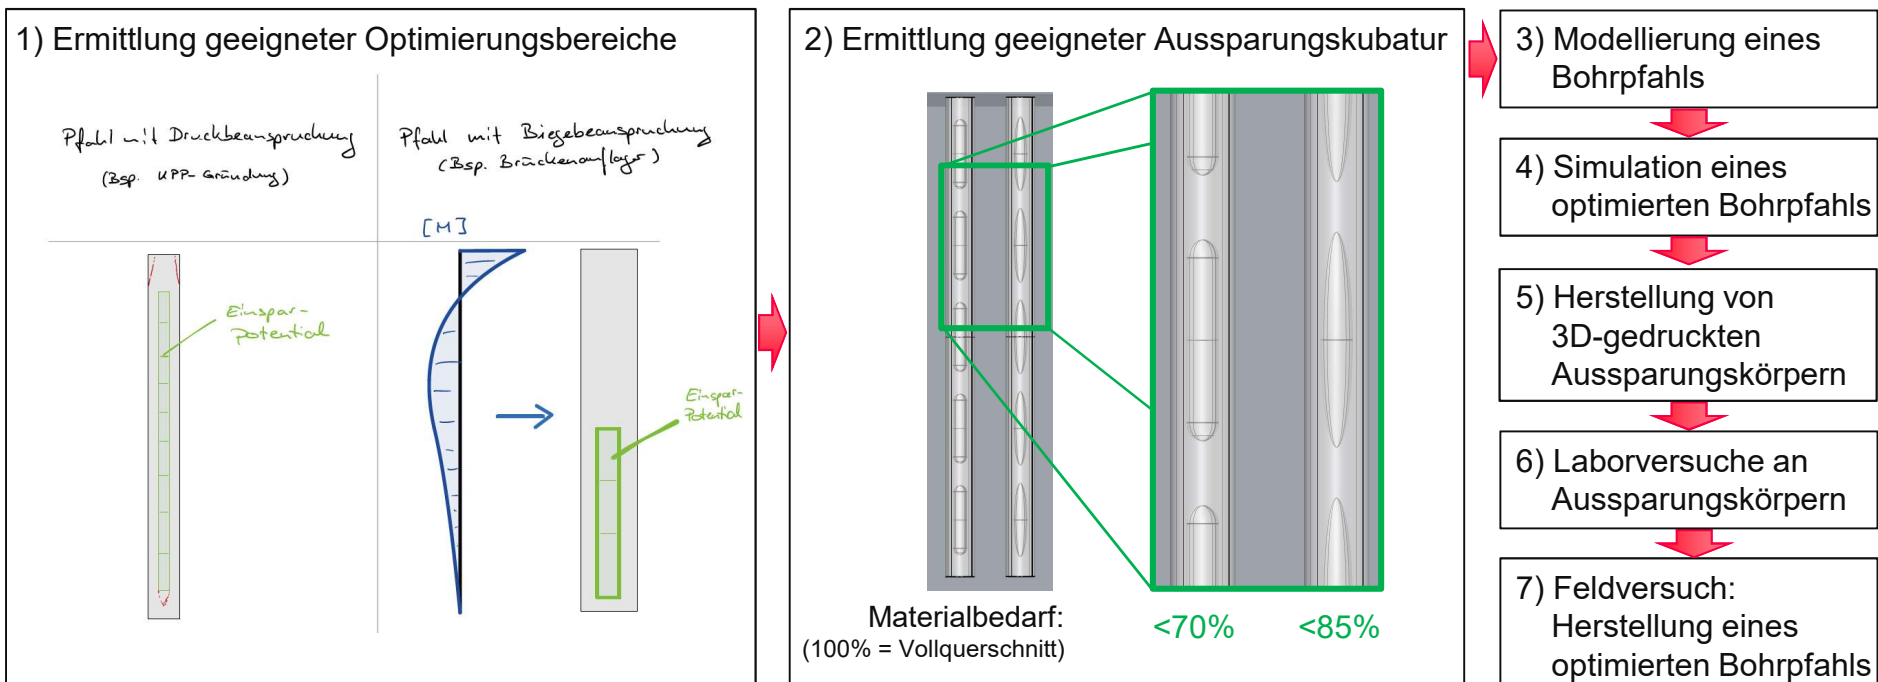 1) Ermittlung geeigneter Optimierungsbereiche
Pfahl mit Druckbeanspruchung
(Bsp. KPP-Gründung)
Pfahl mit Biegebeanspruchung
(Bsp. Brückenauflager)
[M]
Einspar-
potential
Einspar-
Potential
2) Ermittlung geeigneter Aussparungskubatur
Materialbedarf:
(100% = Vollquerschnitt)
<70%
<85%
3) Modellierung eines
Bohrpfahls
4) Simulation eines
optimierten Bohrpfahls
5) Herstellung von
3D-gedruckten
Aussparungskörpern
6) Laborversuche an
Aussparungskörpern
7) Feldversuch:
Herstellung eines
optimierten Bohrpfahls